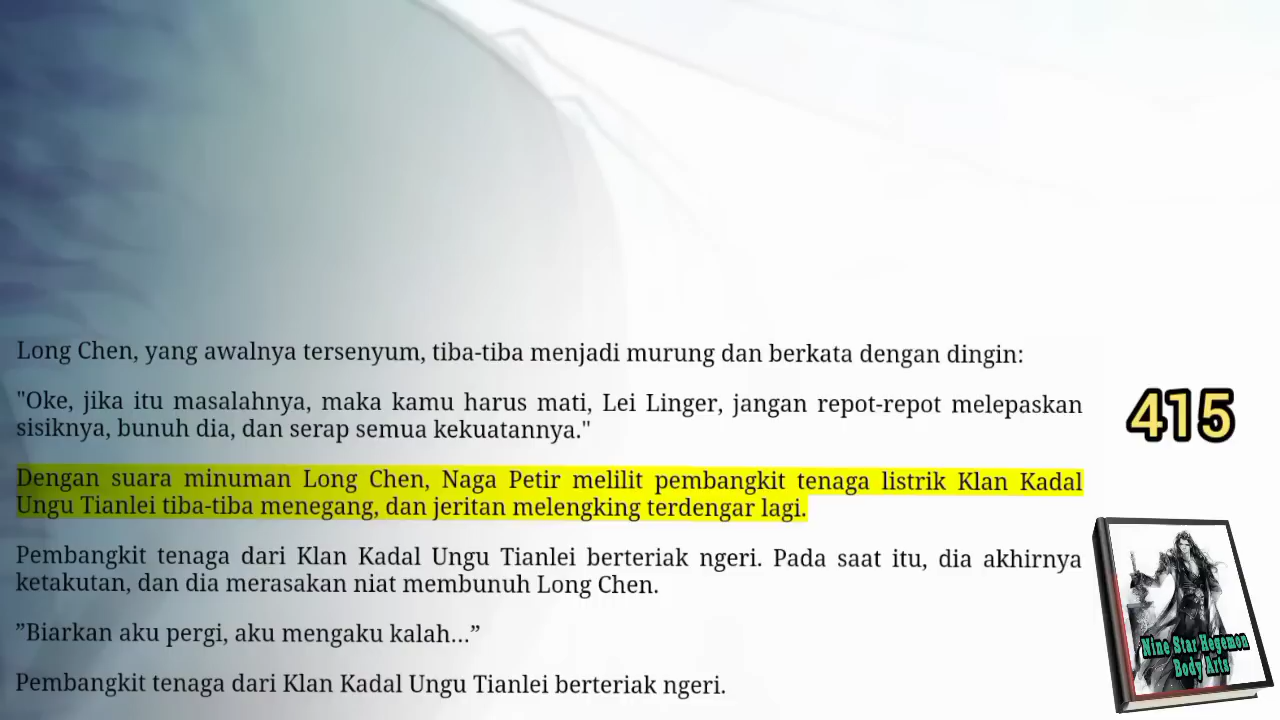 Long Chen, yang awalnya tersenyum, tiba-tiba menjadi murung dan berkata dengan dingin:
"Oke, jika itu masalahnya, maka kamu harus mati, Lei Linger, jangan repot-repot melepaskan
sisiknya, bunuh dia, dan serap semua kekuatannya."
415
Dengan suara minuman Long Chen, Naga Petir melilit pembangkit tenaga listrik Klan Kadal
Ungu Tianlei tiba-tiba menegang, dan jeritan melengking terdengar lagi.
Pembangkit tenaga dari Klan Kadal Ungu Tianlei berteriak ngeri. Pada saat itu, dia akhirnya
ketakutan, dan dia merasakan niat membunuh Long Chen.
”Biarkan aku pergi, aku mengaku kalah...”
Pembangkit tenaga dari Klan Kadal Ungu Tianlei berteriak ngeri.
Nine Star Hegemon
Body Arts